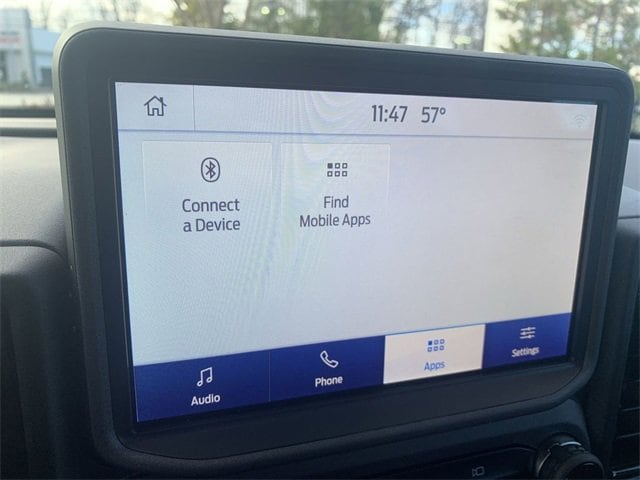 11:47 57°
Connect
a Device
Find
Mobile Apps
Audio
Phone
Apps
Settings